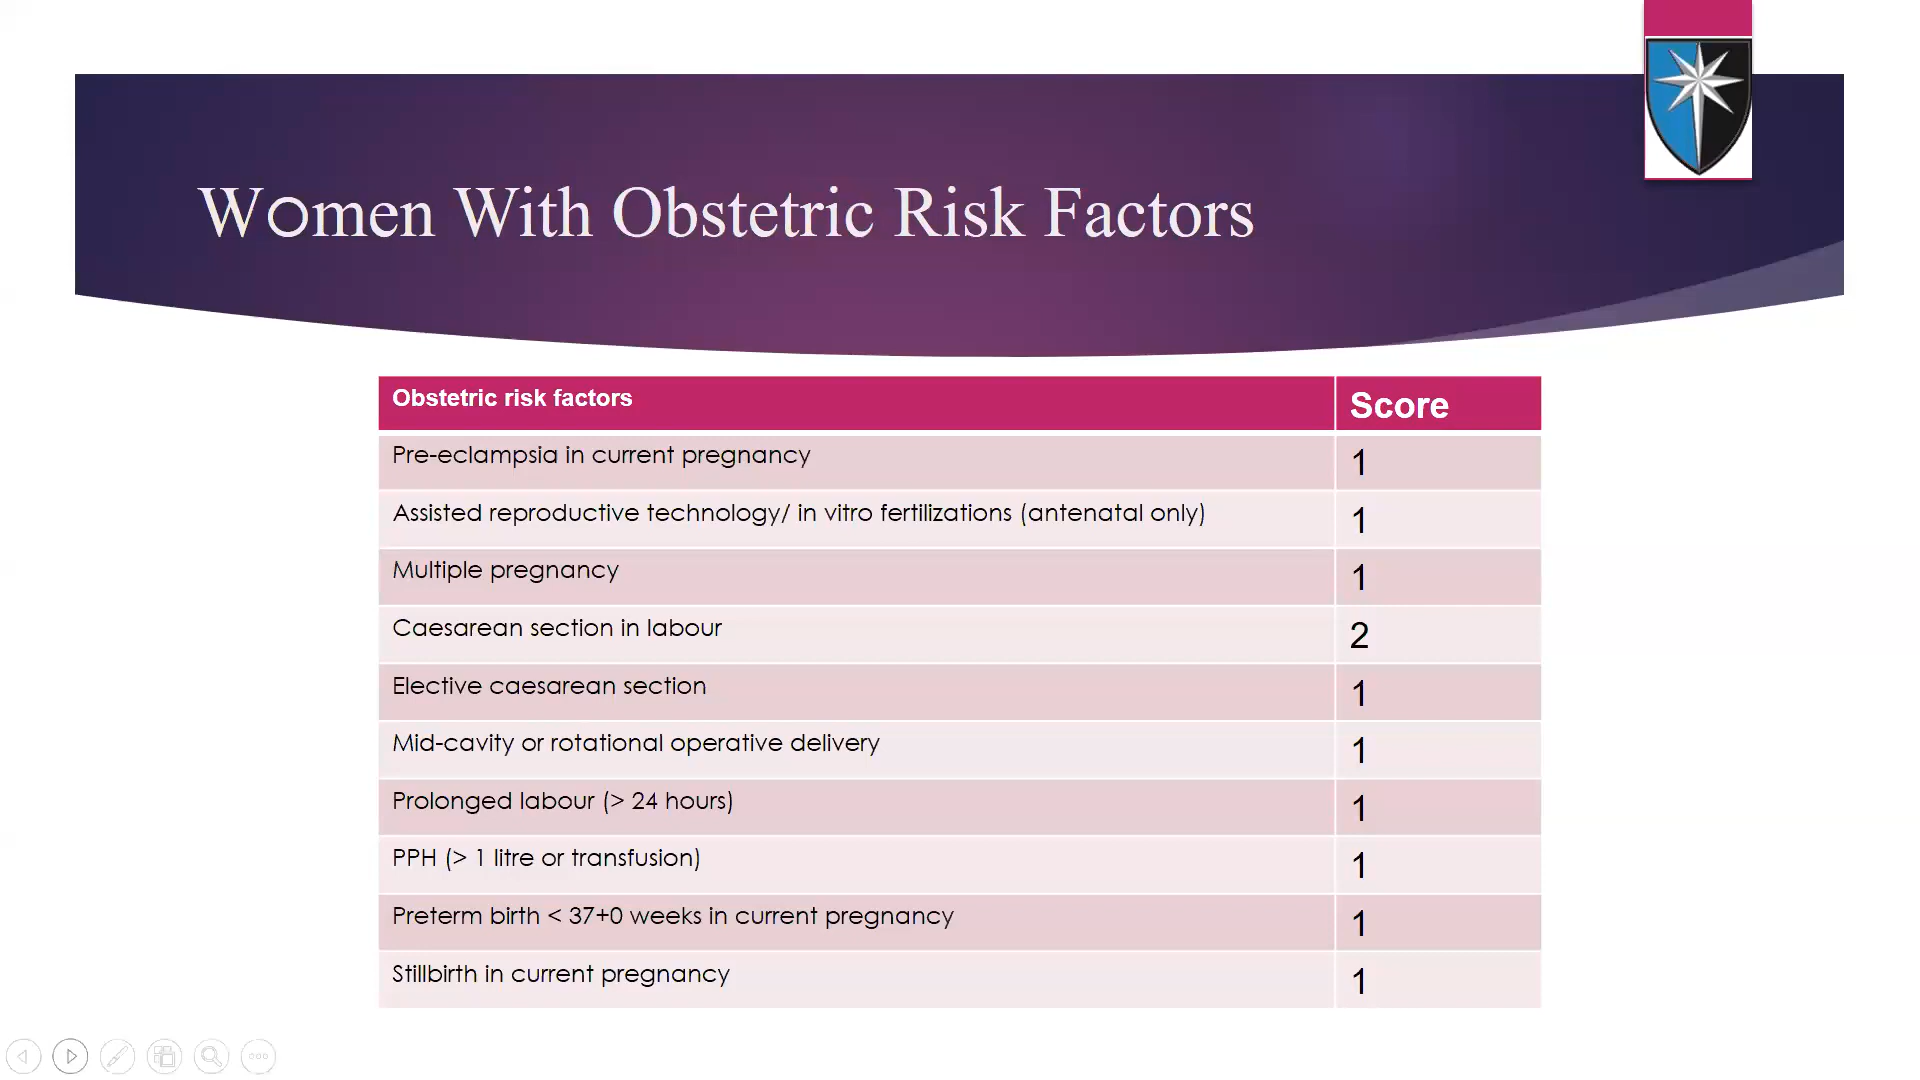 Women With Obstetric Risk Factors
Obstetric risk factors Score
Pre-eclampsia in current pregnancy 1
Assisted reproductive technology/ in vitro fertilizations (antenatal only) 1
Multiple pregnancy 1
Caesarean section in labour 2
Elective caesarean section 1
Mid-cavity or rotational operative delivery 1
Prolonged labour (> 24 hours) 1
PPH (> 1 litre or transfusion) 1
Preterm birth < 37+0 weeks in current pregnancy 1
Stillbirth in current pregnancy 1